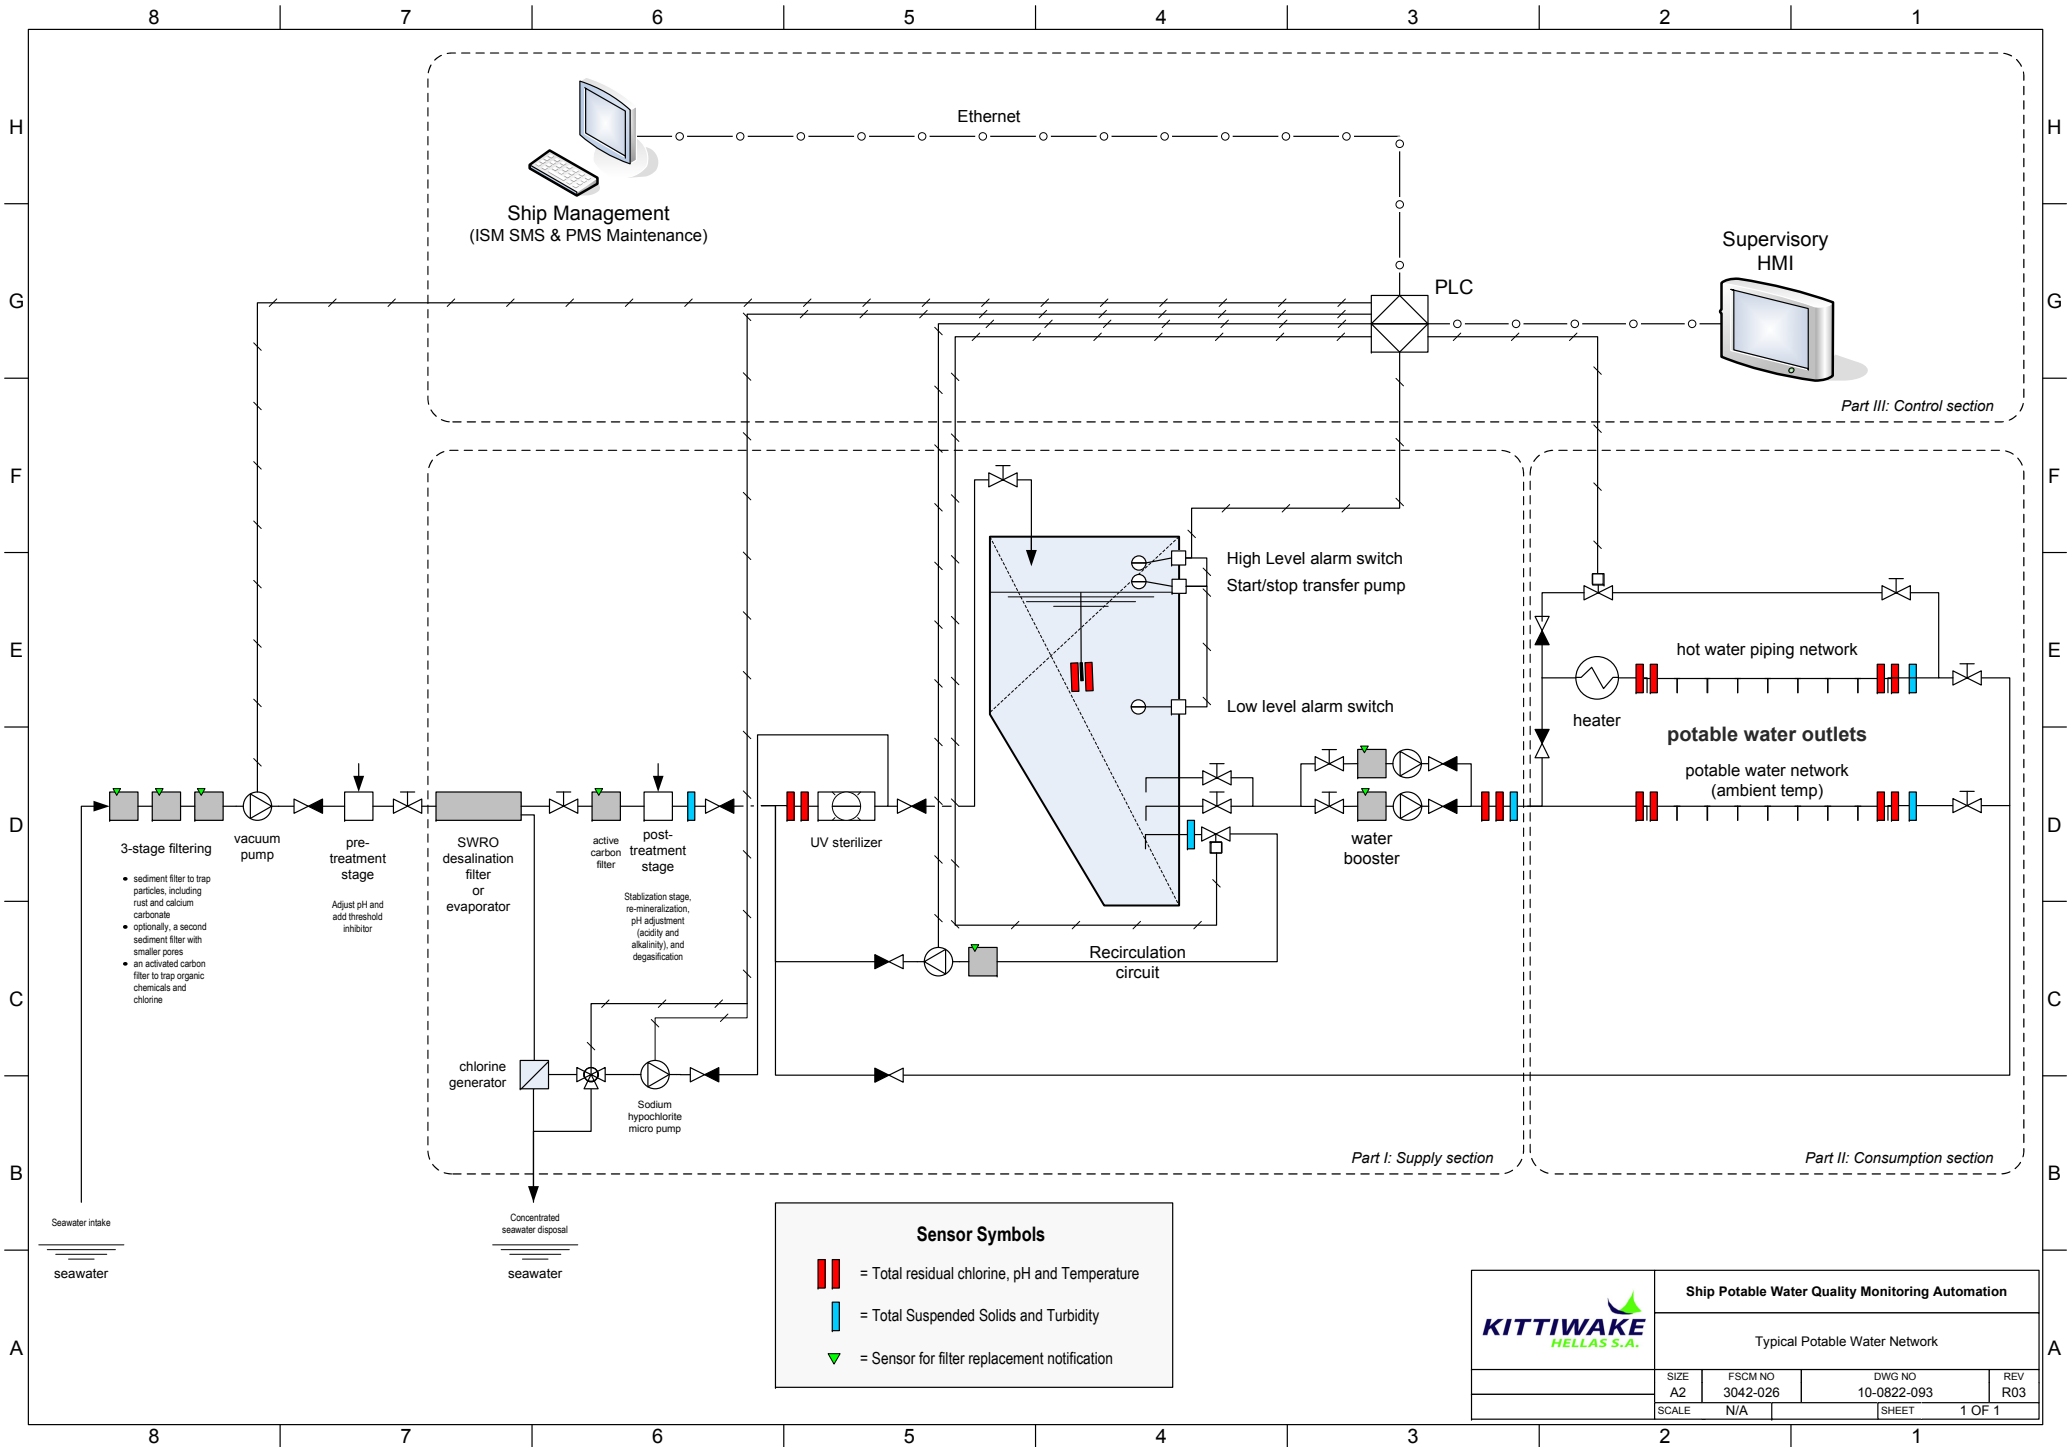 8 7 6 5 4 3 2 1
H H
Ethernet
Ship Management
(ISM SMS & PMS Maintenance)
Supervisory
HMI
G G
PLC
Part III: Control section
F F
High Level alarm switch
Start/stop transfer pump
E E
hot water piping network
Low level alarm switch
heater
potable water outlets
potable water network
(ambient temp)
D D
3-stage filtering
sediment filter to trap
particles, including
rust and calcium
carbonate
optionally, a second
sediment filter with
smaller pores
an activated carbon
filter to trap organic
chemicals and
chlorine
vacuum
pump
pre-
treatment
stage
Adjust pH and
add threshold
inhibitor
SWRO
desalination
filter
or
evaporator
active
carbon
filter
post-
treatment
stage
Stablization stage,
re-mineralization,
pH adjustment
(acidity and
alkalinity), and
degasification
UV sterilizer
water
booster
Recirculation
circuit
C C
chlorine
generator
Sodium
hypochlorite
micro pump
Part I: Supply section
Part II: Consumption section
B B
Seawater intake
seawater
Concentrated
seawater disposal
seawater
Sensor Symbols
= Total residual chlorine, pH and Temperature
= Total Suspended Solids and Turbidity
= Sensor for filter replacement notification
A A
KITTIWAKE
HELLAS S.A.
Ship Potable Water Quality Monitoring Automation
Typical Potable Water Network
SIZE FSCM NO DWG NO REV
A2 3042-026 10-0822-093 R03
SCALE N/A SHEET 1 OF 1
8 7 6 5 4 3 2 1